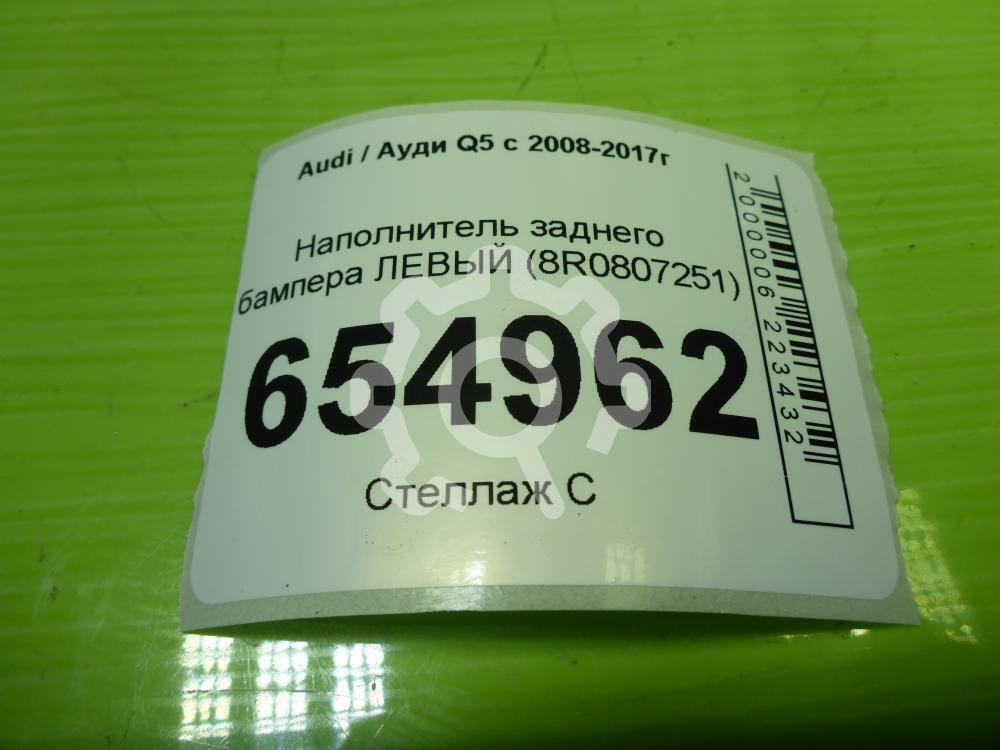 Audi / Ауди Q5 с 2008-2017г
Наполнитель заднего
бампера ЛЕВЫЙ (8R0807251)
654962
Стеллаж С
2000006223432